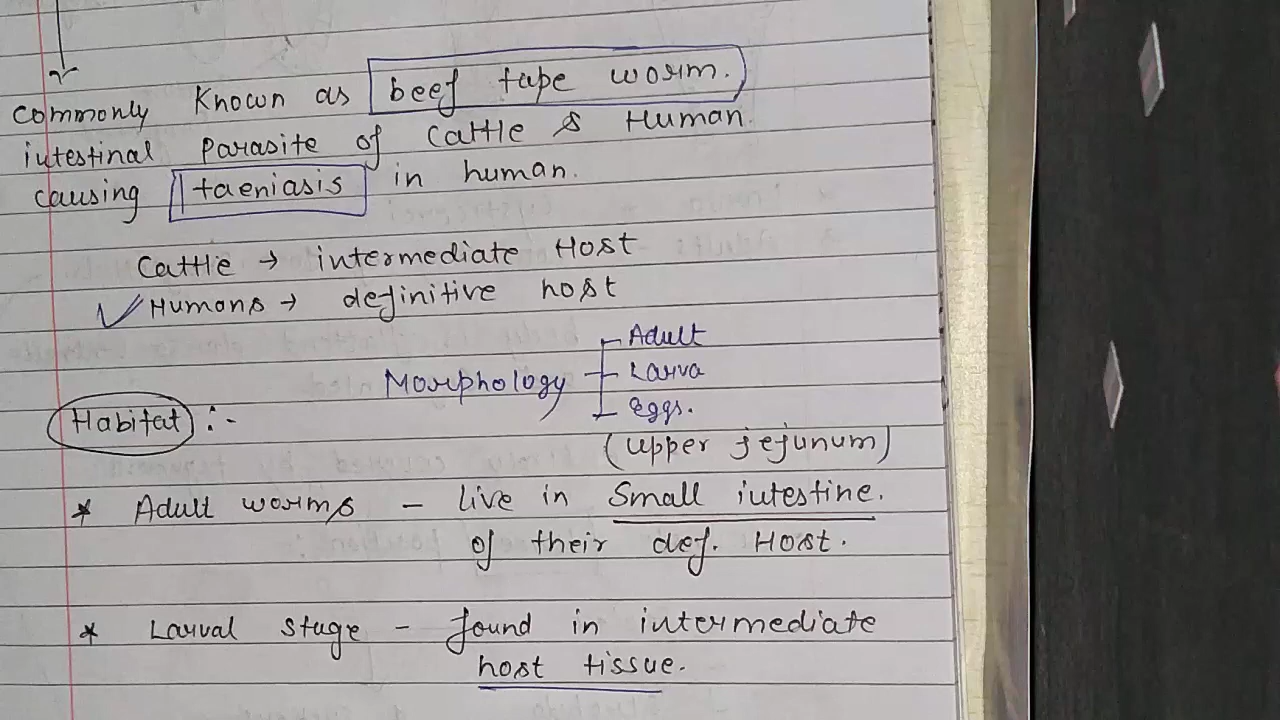 commonly known as beef tape worm.
intestinal parasite of cattle & Human.
causing taeniasis in human.
Cattle → intermediate Host
✓ Humans → definitive host
Morphology
Adult
Larva
Eggs.
Habitat :-
(upper jejunum)
* Adult worms - live in Small intestine.
of their def. Host.
* Larval stage - found in intermediate
host tissue.